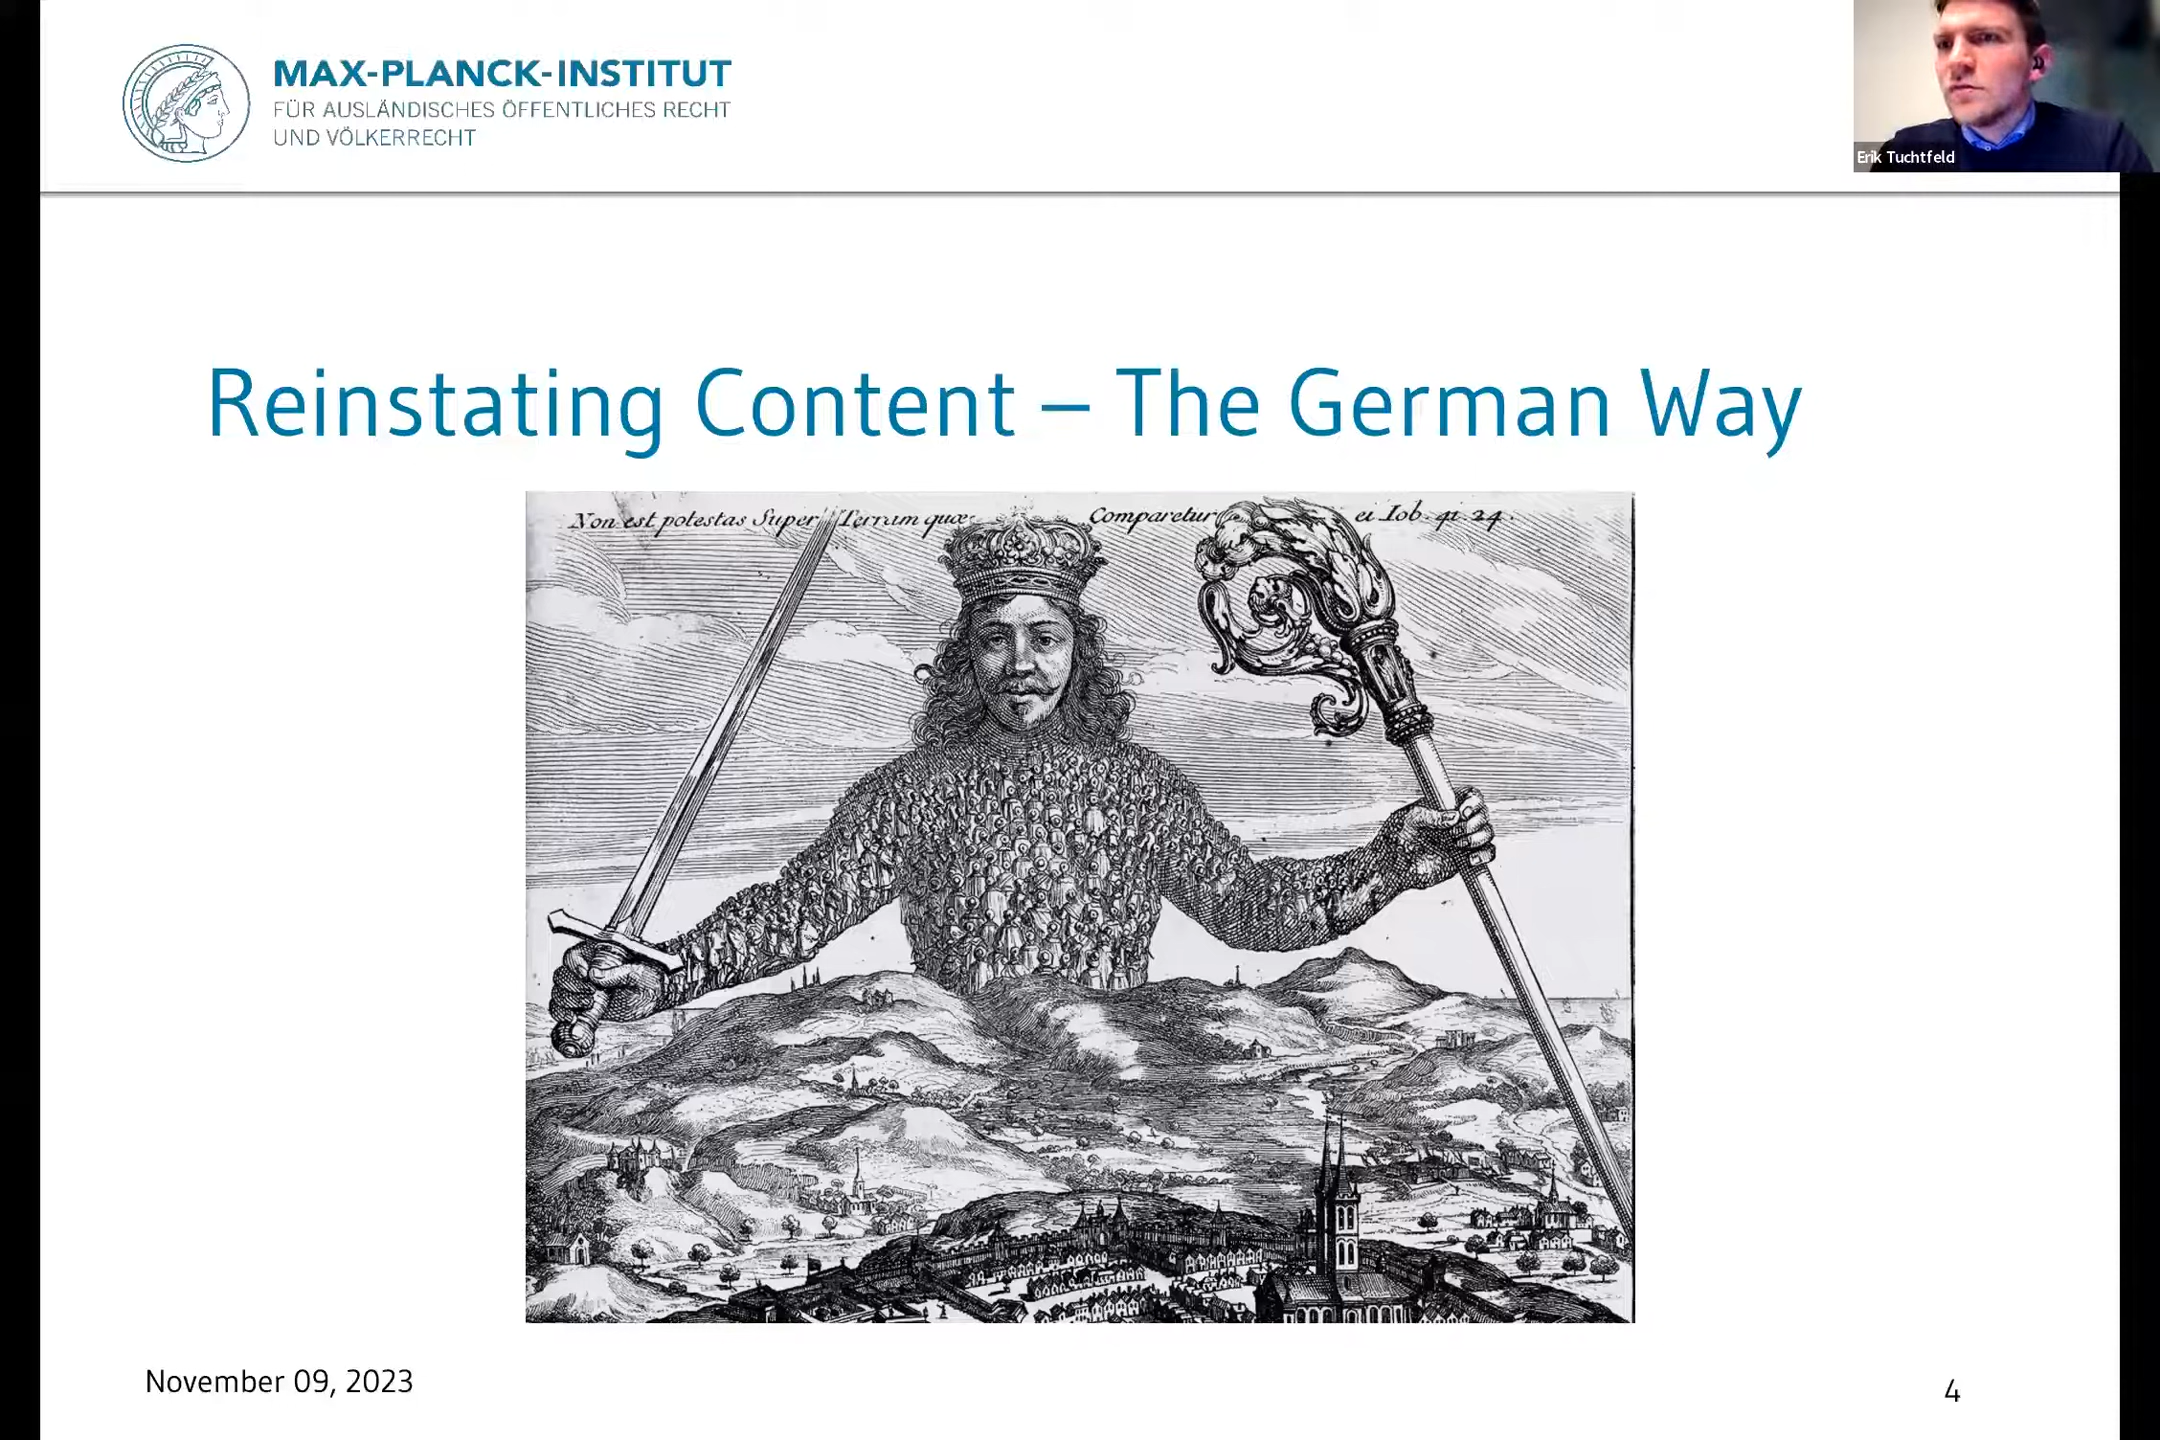 MAX-PLANCK-INSTITUT
FÜR AUSLÄNDISCHES ÖFFENTLICHES RECHT
UND VÖLKERRECHT
Erik Tuchtfeld
Reinstating Content – The German Way
Non est potestas Super Terram quæ Comparetur ei Iob. 41. 24.
November 09, 2023
4